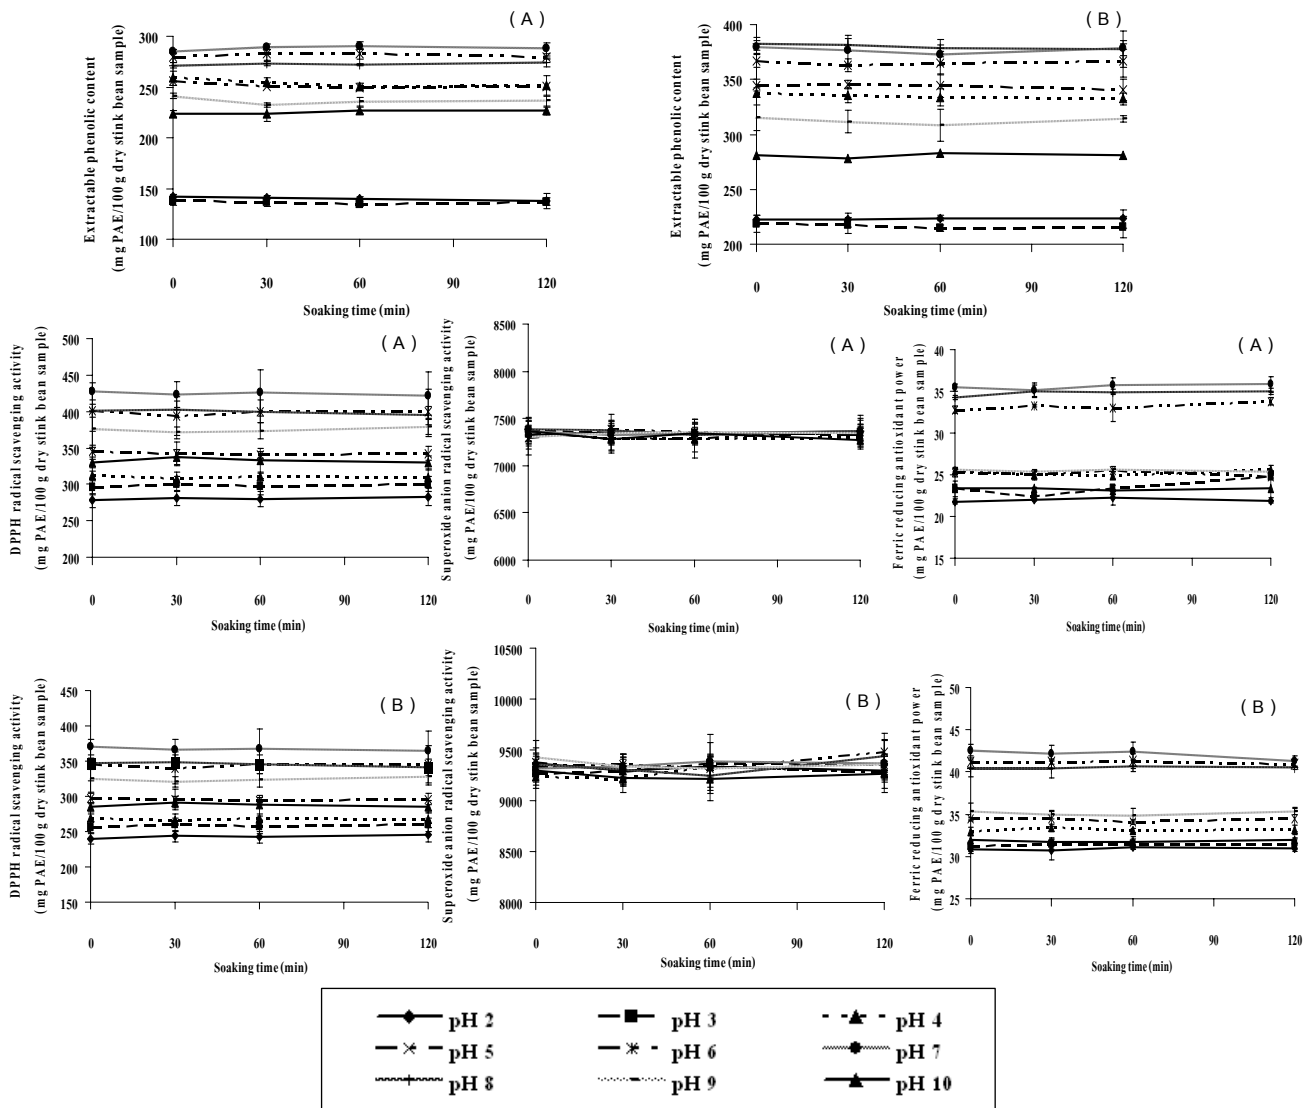 (A)
Extractable phenolic content
(mg PAE/100 g dry stink bean sample)
300
250
200
150
100
0 30 60 90 120
Soaking time (min)
(B)
Extractable phenolic content
(mg PAE/100 g dry stink bean sample)
400
350
300
250
200
0 30 60 90 120
Soaking time (min)
(A)
DPPH radical scavenging activity
(mg PAE/100 g dry stink bean sample)
500
450
400
350
300
250
200
0 30 60 90 120
Soaking time (min)
(A)
Superoxide anion radical scavenging activity
(mg PAE/100 g dry stink bean sample)
8500
8000
7500
7000
6500
6000
0 30 60 90 120
Soaking time (min)
(A)
Ferric reducing antioxidant power
(mg PAE/100 g dry stink bean sample)
40
35
30
25
20
15
0 30 60 90 120
Soaking time (min)
(B)
DPPH radical scavenging activity
(mg PAE/100 g dry stink bean sample)
450
400
350
300
250
200
150
0 30 60 90 120
Soaking time (min)
(B)
Superoxide anion radical scavenging activity
(mg PAE/100 g dry stink bean sample)
10500
10000
9500
9000
8500
8000
0 30 60 90 120
Soaking time (min)
(B)
Ferric reducing antioxidant power
(mg PAE/100 g dry stink bean sample)
50
45
40
35
30
25
0 30 60 90 120
Soaking time (min)
pH 2 pH 3 pH 4
pH 5 pH 6 pH 7
pH 8 pH 9 pH 10